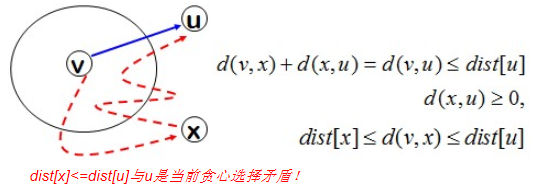 u
v
x
d(v,x)+d(x,u)=d(v,u)≤dist[u]
d(x,u)≥0,
dist[x]≤d(v,x)≤dist[u]
dist[x]<=dist[u]与u是当前贪心选择矛盾！